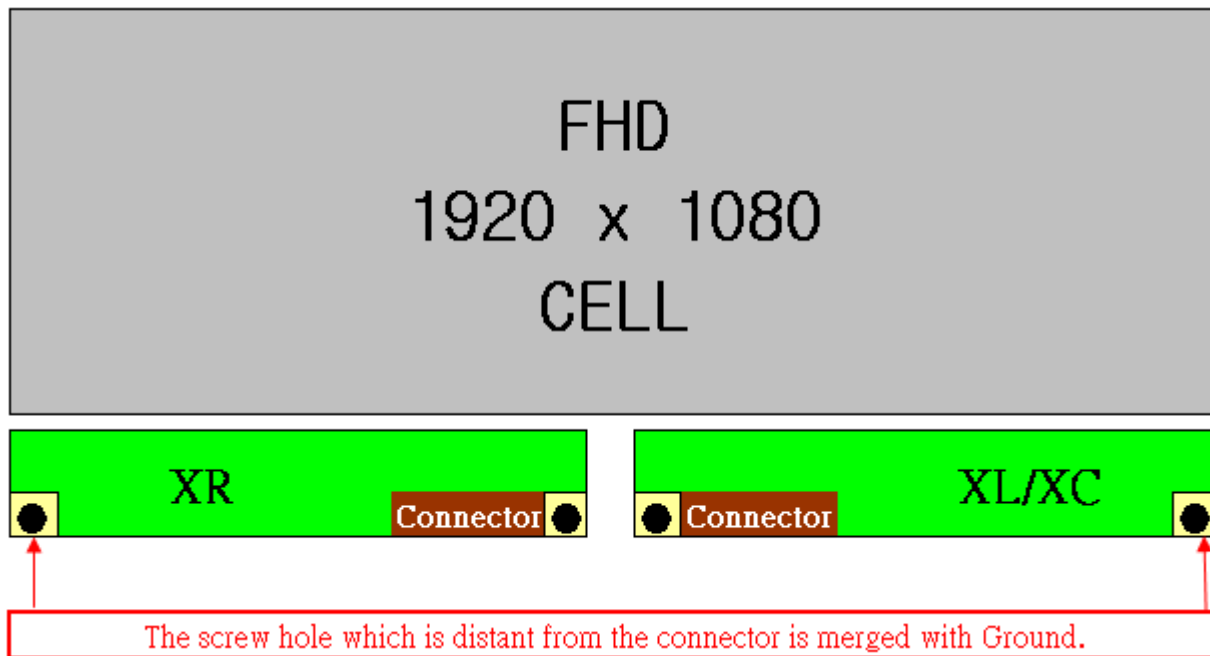 FHD
1920 x 1080
CELL
XR
XL/XC
Connector
Connector
The screw hole which is distant from the connector is merged with Ground.